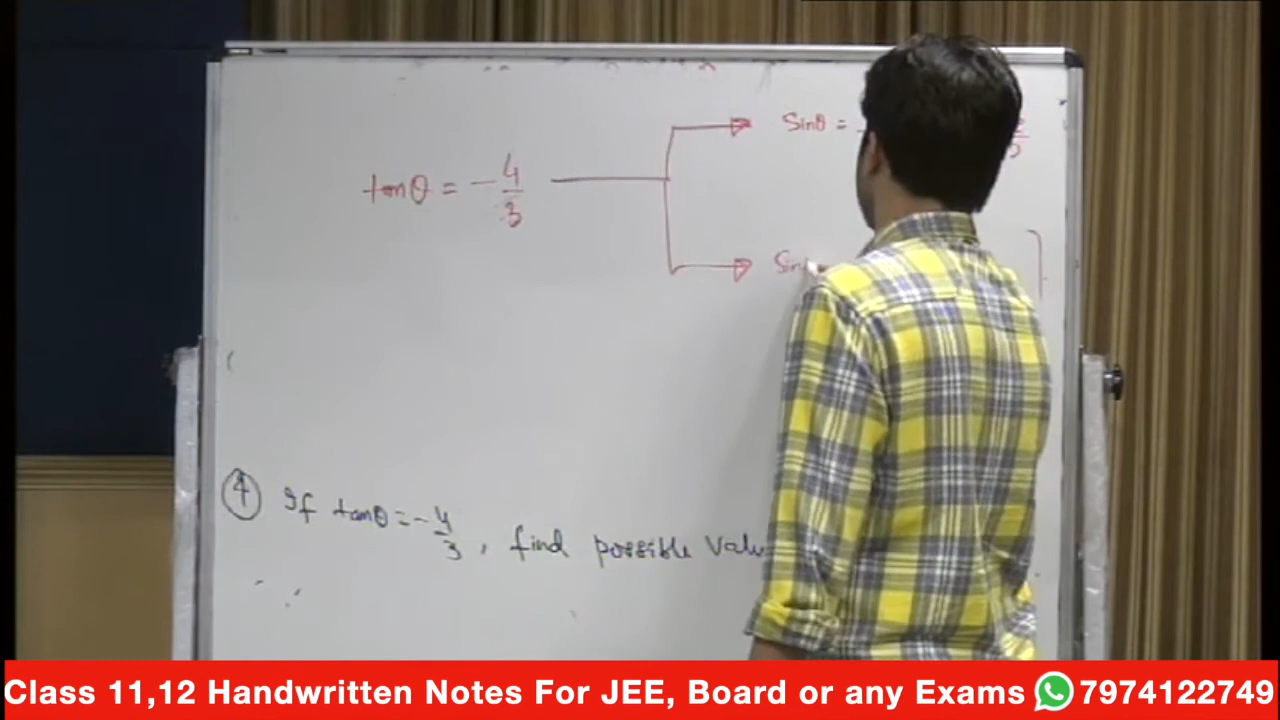 tanθ = -4/3
Sinθ =
Sin
④ If tanθ = -4/3, find possible
Class 11,12 Handwritten Notes For JEE, Board or any Exams 7974122749